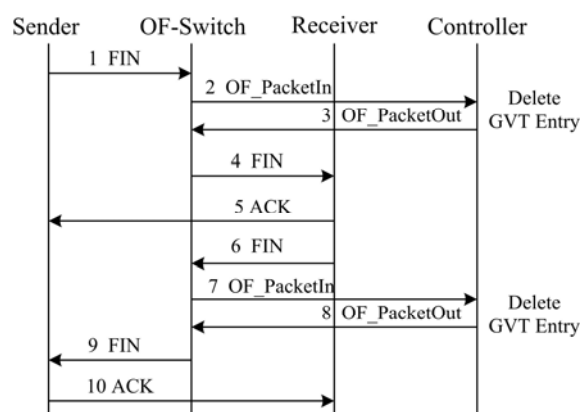 Sender OF-Switch Receiver Controller
1 FIN
2 OF_PacketIn
Delete
GVT Entry
3 OF_PacketOut
4 FIN
5 ACK
6 FIN
7 OF_PacketIn
Delete
GVT Entry
8 OF_PacketOut
9 FIN
10 ACK